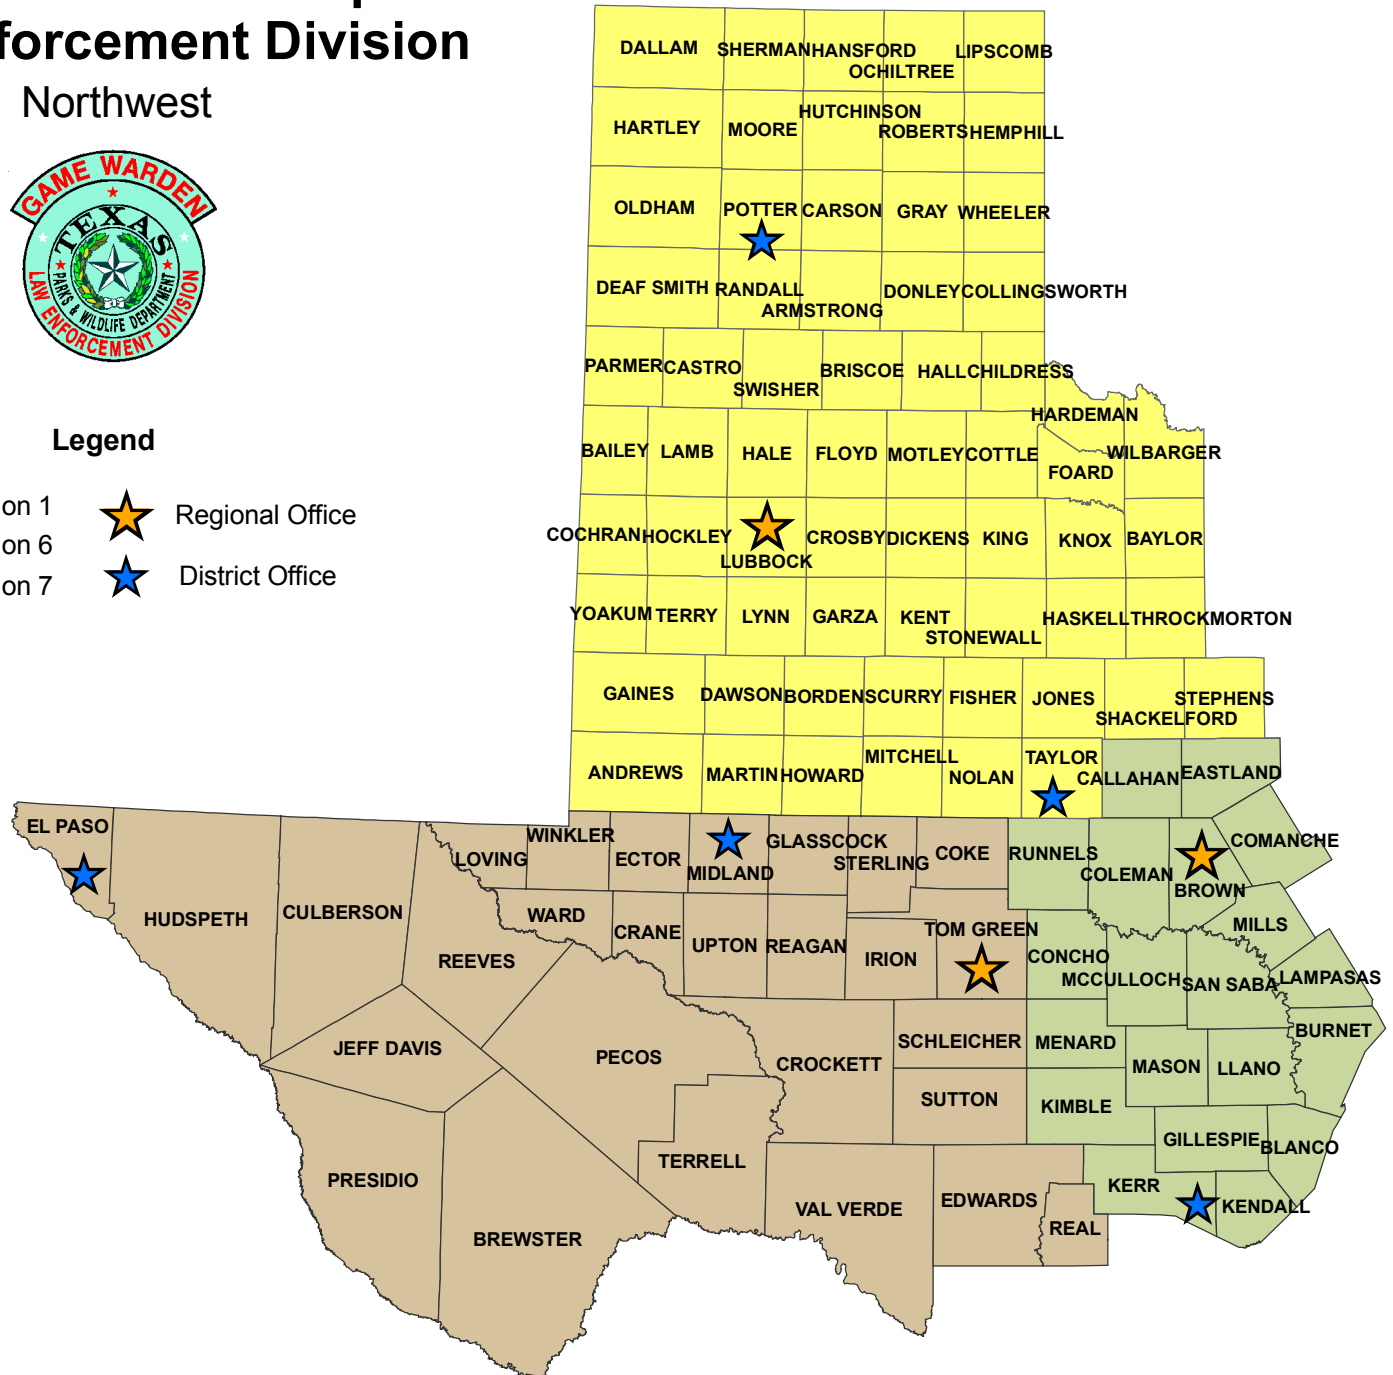 forcement Division
Northwest
GAME WARDEN
TEXAS
PARKS & WILDLIFE DEPARTMENT
LAW ENFORCEMENT DIVISION
Legend
on 1
Regional Office
on 6
on 7
District Office
DALLAM
SHERMAN
HANSFORD
OCHILTREE
LIPSCOMB
HARTLEY
MOORE
HUTCHINSON
ROBERTS
HEMPHILL
OLDHAM
POTTER
CARSON
GRAY
WHEELER
DEAF SMITH
RANDALL
ARMSTRONG
DONLEY
COLLINGSWORTH
PARMER
CASTRO
SWISHER
BRISCOE
HALL
CHILDRESS
HARDEMAN
BAILEY
LAMB
HALE
FLOYD
MOTLEY
COTTLE
FOARD
WILBARGER
COCHRAN
HOCKLEY
LUBBOCK
CROSBY
DICKENS
KING
KNOX
BAYLOR
YOAKUM
TERRY
LYNN
GARZA
KENT
STONEWALL
HASKELL
THROCKMORTON
GAINES
DAWSON
BORDEN
SCURRY
FISHER
JONES
SHACKELFORD
STEPHENS
ANDREWS
MARTIN
HOWARD
MITCHELL
NOLAN
TAYLOR
CALLAHAN
EASTLAND
EL PASO
HUDSPETH
CULBERSON
LOVING
WINKLER
ECTOR
MIDLAND
GLASSCOCK
STERLING
COKE
RUNNELS
COLEMAN
BROWN
COMANCHE
REEVES
WARD
CRANE
UPTON
REAGAN
IRION
TOM GREEN
CONCHO
MCCULLOCH
SAN SABA
MILLS
LAMPASAS
JEFF DAVIS
PECOS
CROCKETT
SCHLEICHER
MENARD
MASON
LLANO
BURNET
SUTTON
KIMBLE
GILLESPIE
BLANCO
PRESIDIO
BREWSTER
TERRELL
VAL VERDE
EDWARDS
REAL
KERR
KENDALL